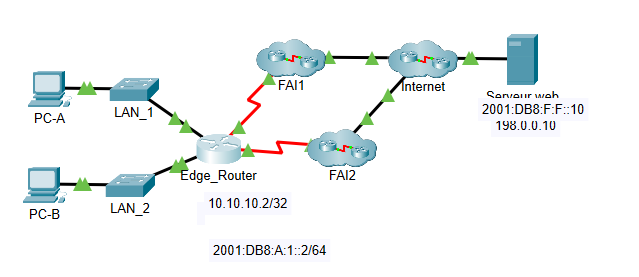 FAI1
Internet
Serveur web
2001:DB8:F:F::10
198.0.0.10
PC-A
LAN_1
Edge_Router
FAI2
10.10.10.2/32
PC-B
LAN_2
2001:DB8:A:1::2/64